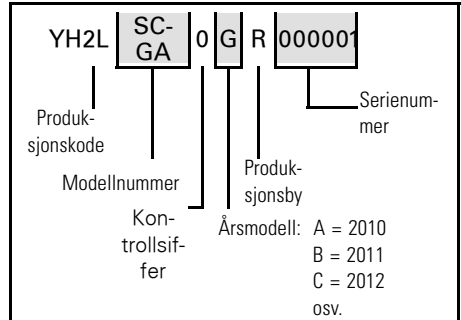 YH2L SC-GA 0 G R 000001
Produk-
sjonskode
Modellnummer
Kon-
trollsif-
fer
Årsmodell: A = 2010
B = 2011
C = 2012
osv.
Produk-
sjonsby
Serienum-
mer